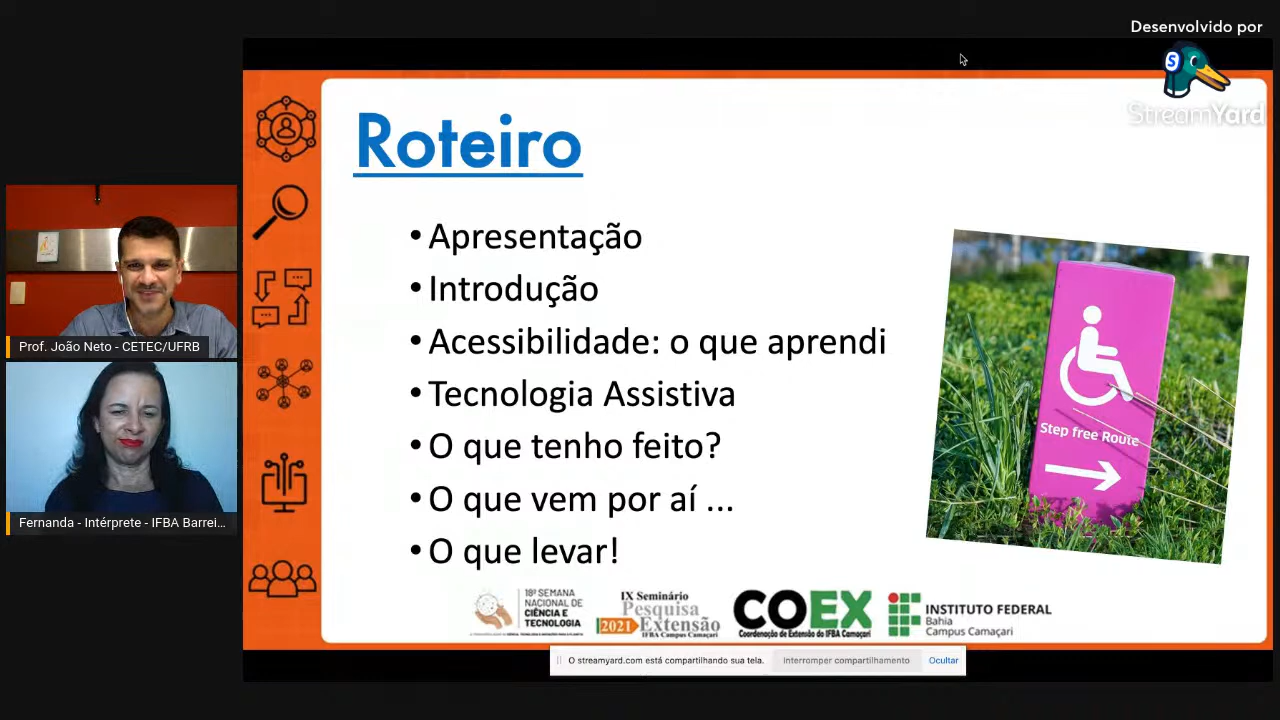 Desenvolvido por
StreamYard
Roteiro
• Apresentação
• Introdução
• Acessibilidade: o que aprendi
• Tecnologia Assistiva
• O que tenho feito?
• O que vem por aí ...
• O que levar!
Step free Route
Prof. João Neto - CETEC/UFRB
Fernanda - Intérprete - IFBA Barrei...
18ª SEMANA
NACIONAL DE
CIÊNCIA E
TECNOLOGIA
IX Seminário
Pesquisa
2021 Extensão
IFBA Campus Camaçari
COEX
Coordenação de Extensão do IFBA Camaçari
INSTITUTO FEDERAL
Bahia
Campus Camaçari
O streamyard.com está compartilhando sua tela.
Interromper compartilhamento
Ocultar